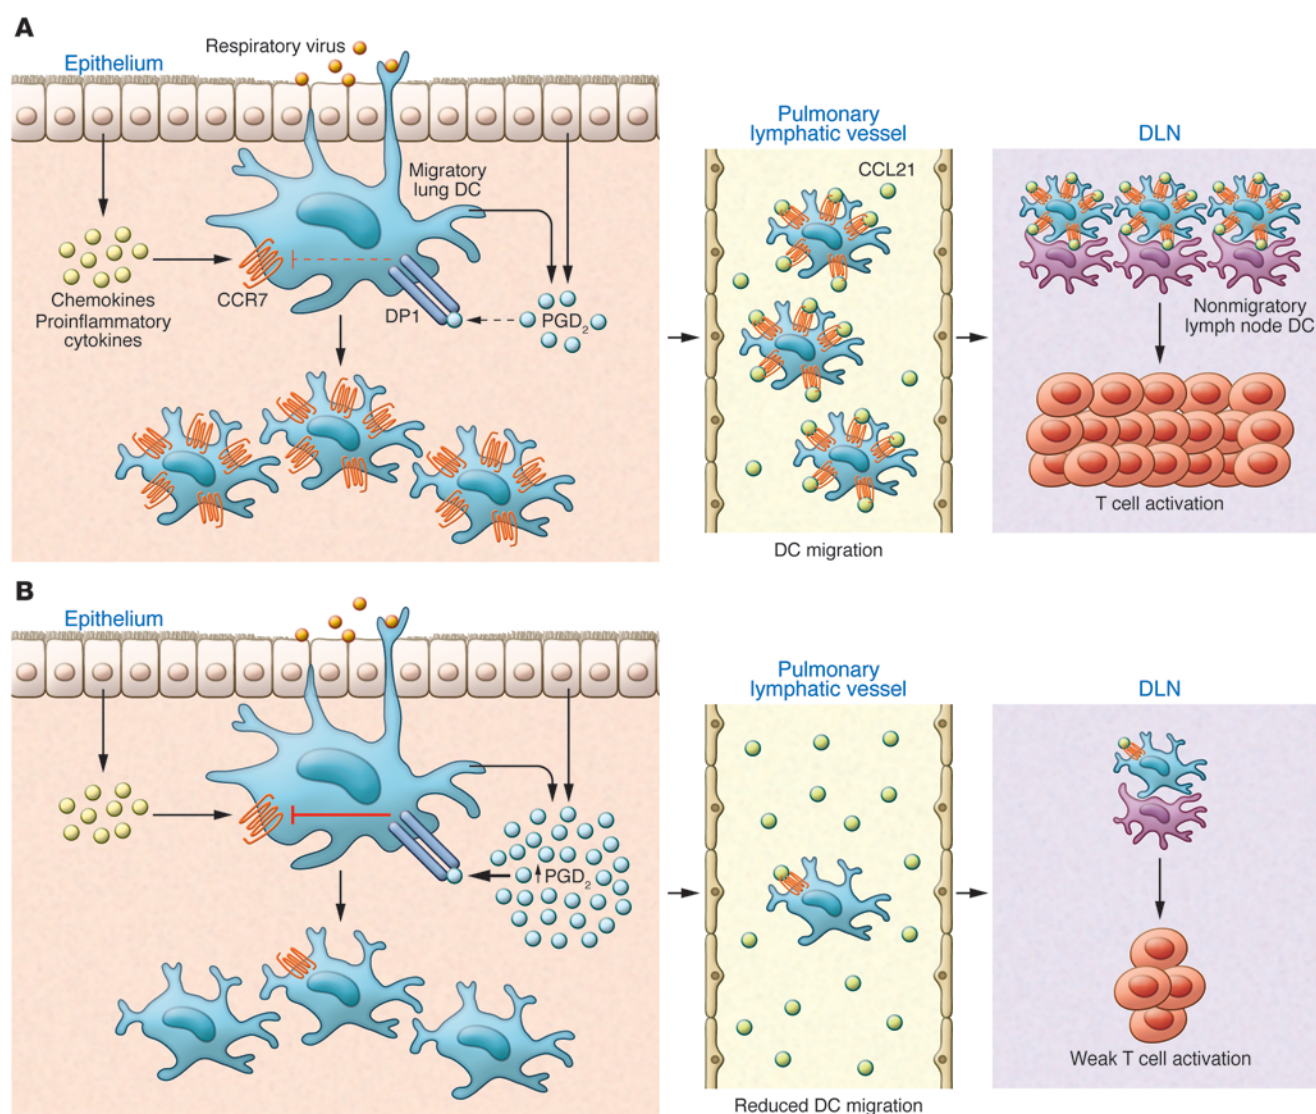 A
Respiratory virus
Epithelium
Pulmonary
lymphatic vessel
DLN
CCL21
Migratory
lung DC
Chemokines
Proinflammatory
cytokines
CCR7
DP1
PGD2
Nonmigratory
lymph node DC
T cell activation
DC migration
B
Epithelium
Pulmonary
lymphatic vessel
DLN
↑PGD2
Weak T cell activation
Reduced DC migration